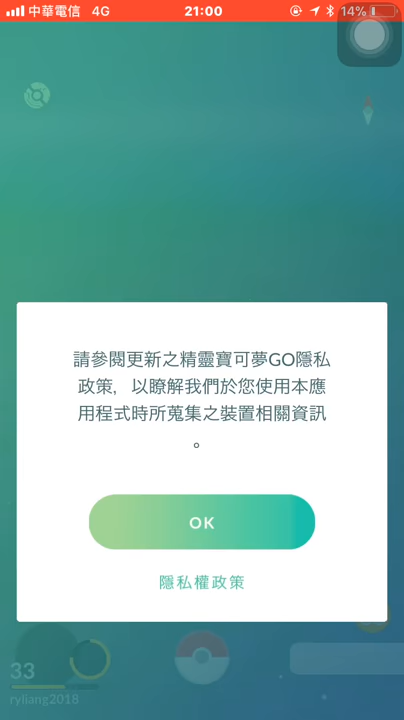 中華電信 4G 21:00 14%
請參閱更新之精靈寶可夢GO隱私
政策，以瞭解我們於您使用本應
用程式時所蒐集之裝置相關資訊
。
OK
隱私權政策
33
ryliang2018